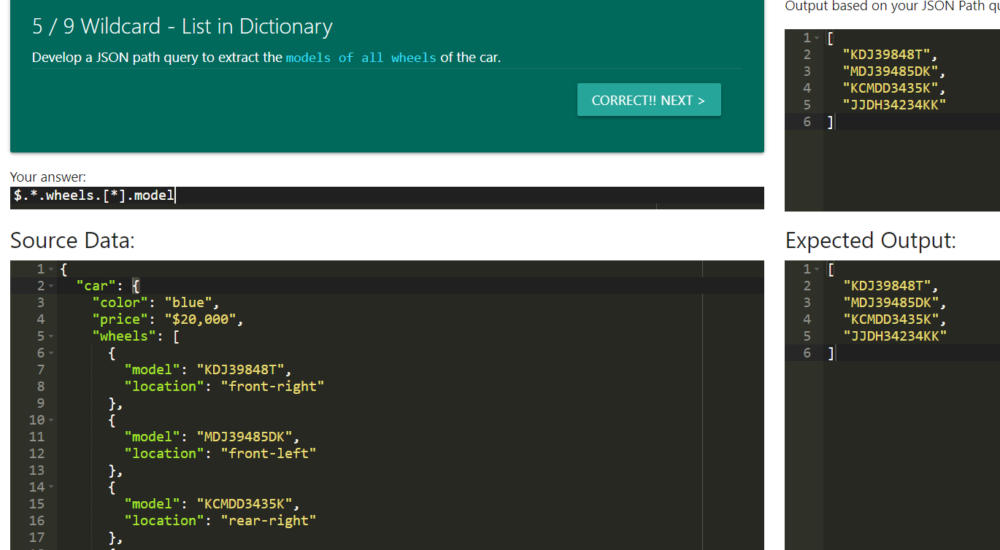 5 / 9 Wildcard - List in Dictionary
Develop a JSON path query to extract the models of all wheels of the car.
CORRECT!! NEXT >
Your answer:
$.*.wheels.[*].model
Source Data:
1 {
2 "car": {
3 "color": "blue",
4 "price": "$20,000",
5 "wheels": [
6 {
7 "model": "KDJ39848T",
8 "location": "front-right"
9 },
10 {
11 "model": "MDJ39485DK",
12 "location": "front-left"
13 },
14 {
15 "model": "KCMDD3435K",
16 "location": "rear-right"
17 },
Output based on your JSON Path
1 [
2 "KDJ39848T",
3 "MDJ39485DK",
4 "KCMDD3435K",
5 "JJDH34234KK"
6 ]
Expected Output:
1 [
2 "KDJ39848T",
3 "MDJ39485DK",
4 "KCMDD3435K",
5 "JJDH34234KK"
6 ]